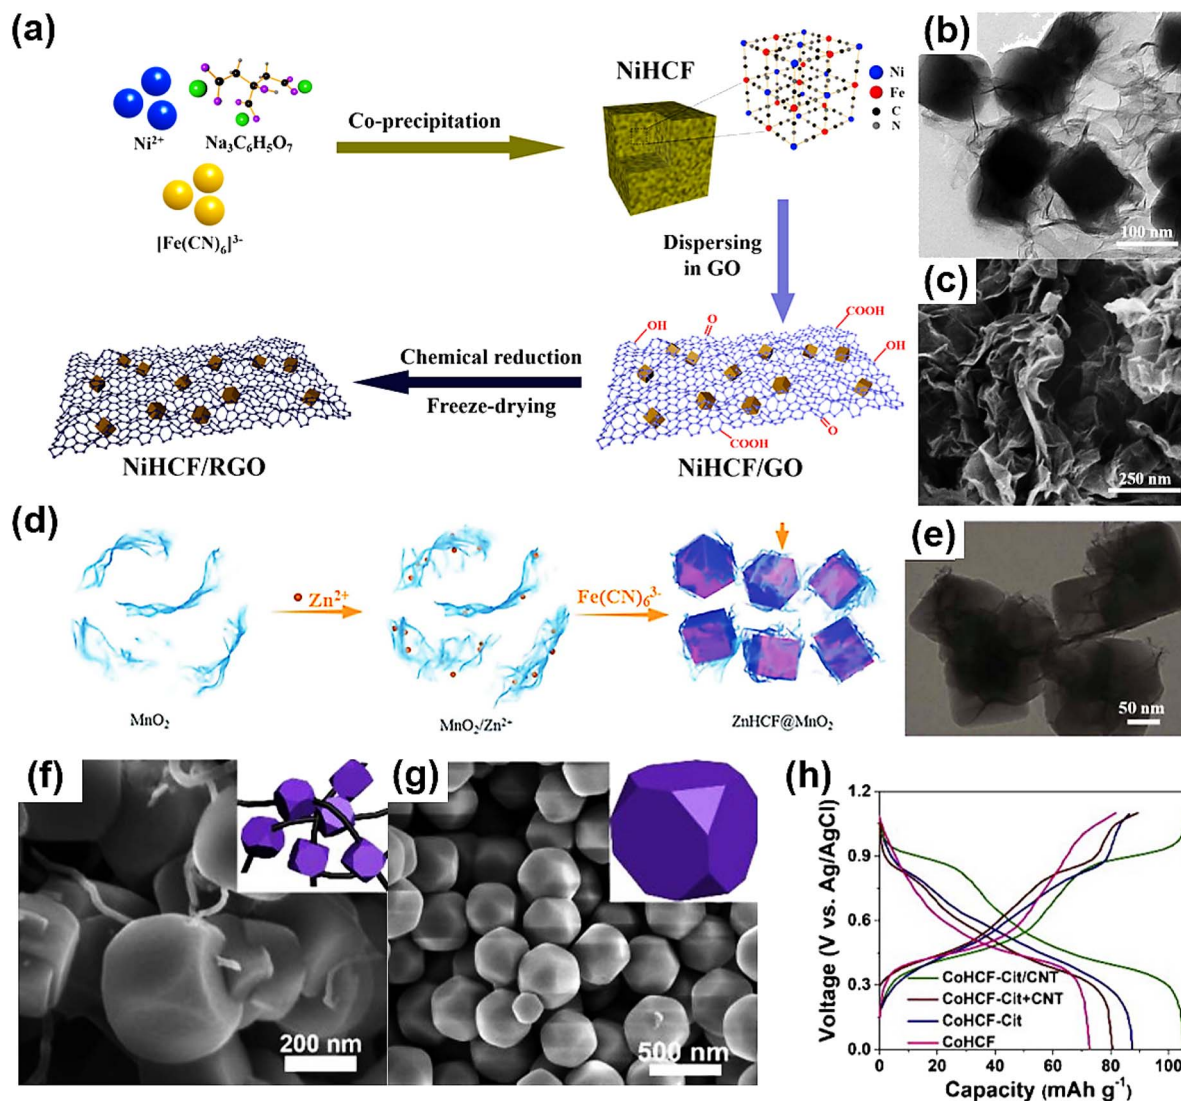 (a)
Ni²⁺
Na₃C₆H₅O₇
[Fe(CN)₆]³⁻
Co-precipitation
NiHCF
Ni
Fe
C
N
Dispersing
in GO
OH
O
COOH
OH
COOH
O
NiHCF/GO
Chemical reduction
Freeze-drying
NiHCF/RGO
(b)
100 nm
(c)
250 nm
(d)
MnO₂
Zn²⁺
MnO₂/Zn²⁺
Fe(CN)₆³⁻
ZnHCF@MnO₂
(e)
50 nm
(f)
200 nm
(g)
500 nm
(h)
Voltage (V vs. Ag/AgCl)
1.2
0.9
0.6
0.3
0.0
CoHCF-Cit/CNT
CoHCF-Cit+CNT
CoHCF-Cit
CoHCF
0 20 40 60 80 100
Capacity (mAh g⁻¹)